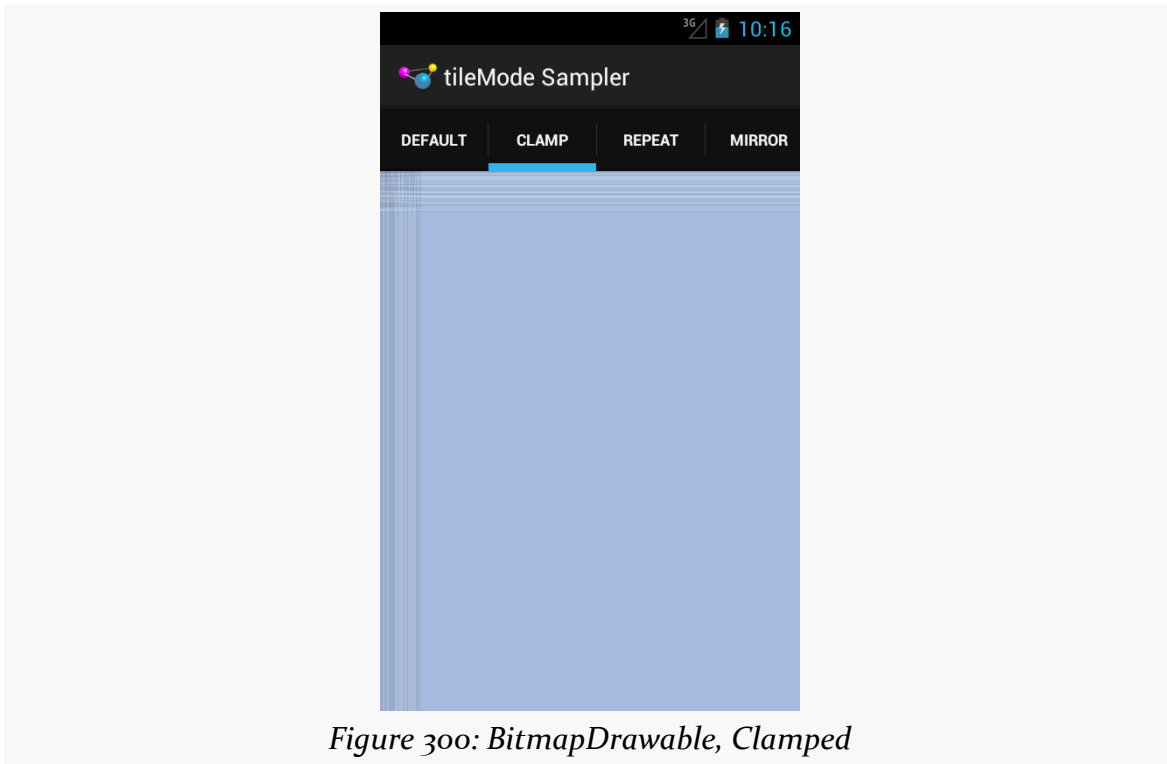 3G 10:16
tileMode Sampler
DEFAULT CLAMP REPEAT MIRROR
Figure 300: BitmapDrawable, Clamped